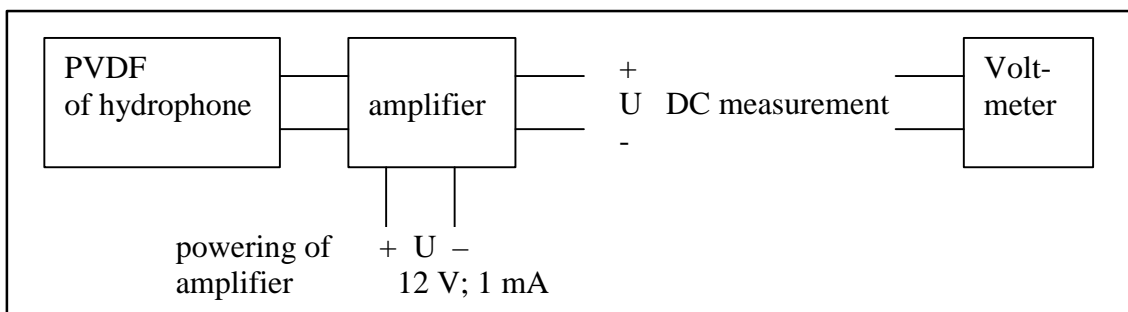 PVDF
of hydrophone
amplifier
+
U DC measurement
-
Volt-
meter
powering of + U –
amplifier 12 V; 1 mA